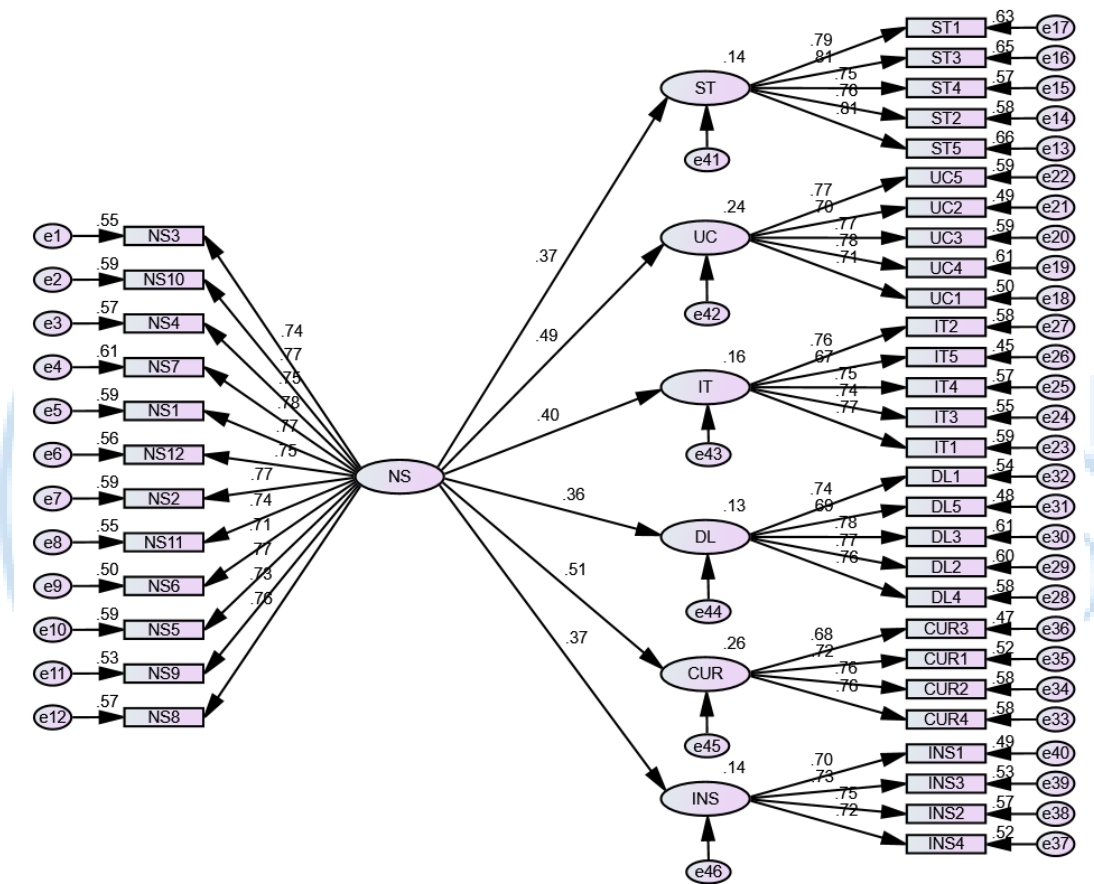 e1 .55 NS3
e2 .59 NS10
e3 .57 NS4
e4 .61 NS7
e5 .59 NS1
e6 .56 NS12
e7 .59 NS2
e8 .55 NS11
e9 .50 NS6
e10 .59 NS5
e11 .53 NS9
e12 .57 NS8
.74
.77
.75
.78
.77
.75
.77
.74
.71
.77
.73
.76
NS
.37
.49
.40
.36
.51
.37
.14
ST
e41
.79
.81
.75
.76
.81
ST1 .63 e17
ST3 .65 e16
ST4 .57 e15
ST2 .58 e14
ST5 .66 e13
.24
UC
e42
.77
.70
.77
.78
.71
UC5 .59 e22
UC2 .49 e21
UC3 .59 e20
UC4 .61 e19
UC1 .50 e18
.16
IT
e43
.76
.67
.75
.74
.77
IT2 .58 e27
IT5 .45 e26
IT4 .57 e25
IT3 .55 e24
IT1 .59 e23
.13
DL
e44
.74
.69
.78
.77
.76
DL1 .54 e32
DL5 .48 e31
DL3 .61 e30
DL2 .60 e29
DL4 .58 e28
.26
CUR
e45
.68
.72
.76
.76
CUR3 .47 e36
CUR1 .52 e35
CUR2 .58 e34
CUR4 .58 e33
.14
INS
e46
.70
.73
.75
.72
INS1 .49 e40
INS3 .53 e39
INS2 .57 e38
INS4 .52 e37